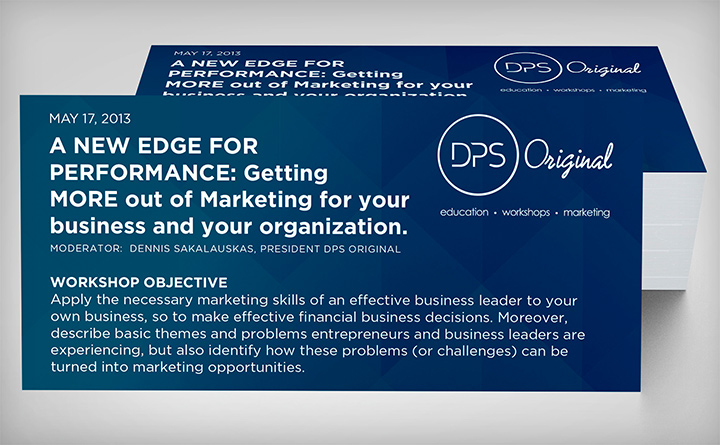 MAY 17, 2013
A NEW EDGE FOR
PERFORMANCE: Getting
MORE out of Marketing for your
business and your organization
DPS Original
education • workshops • marketing
MAY 17, 2013
A NEW EDGE FOR
PERFORMANCE: Getting
MORE out of Marketing for your
business and your organization.
MODERATOR: DENNIS SAKALAUSKAS, PRESIDENT DPS ORIGINAL
DPS Original
education • workshops • marketing
WORKSHOP OBJECTIVE
Apply the necessary marketing skills of an effective business leader to your
own business, so to make effective financial business decisions. Moreover,
describe basic themes and problems entrepreneurs and business leaders are
experiencing, but also identify how these problems (or challenges) can be
turned into marketing opportunities.